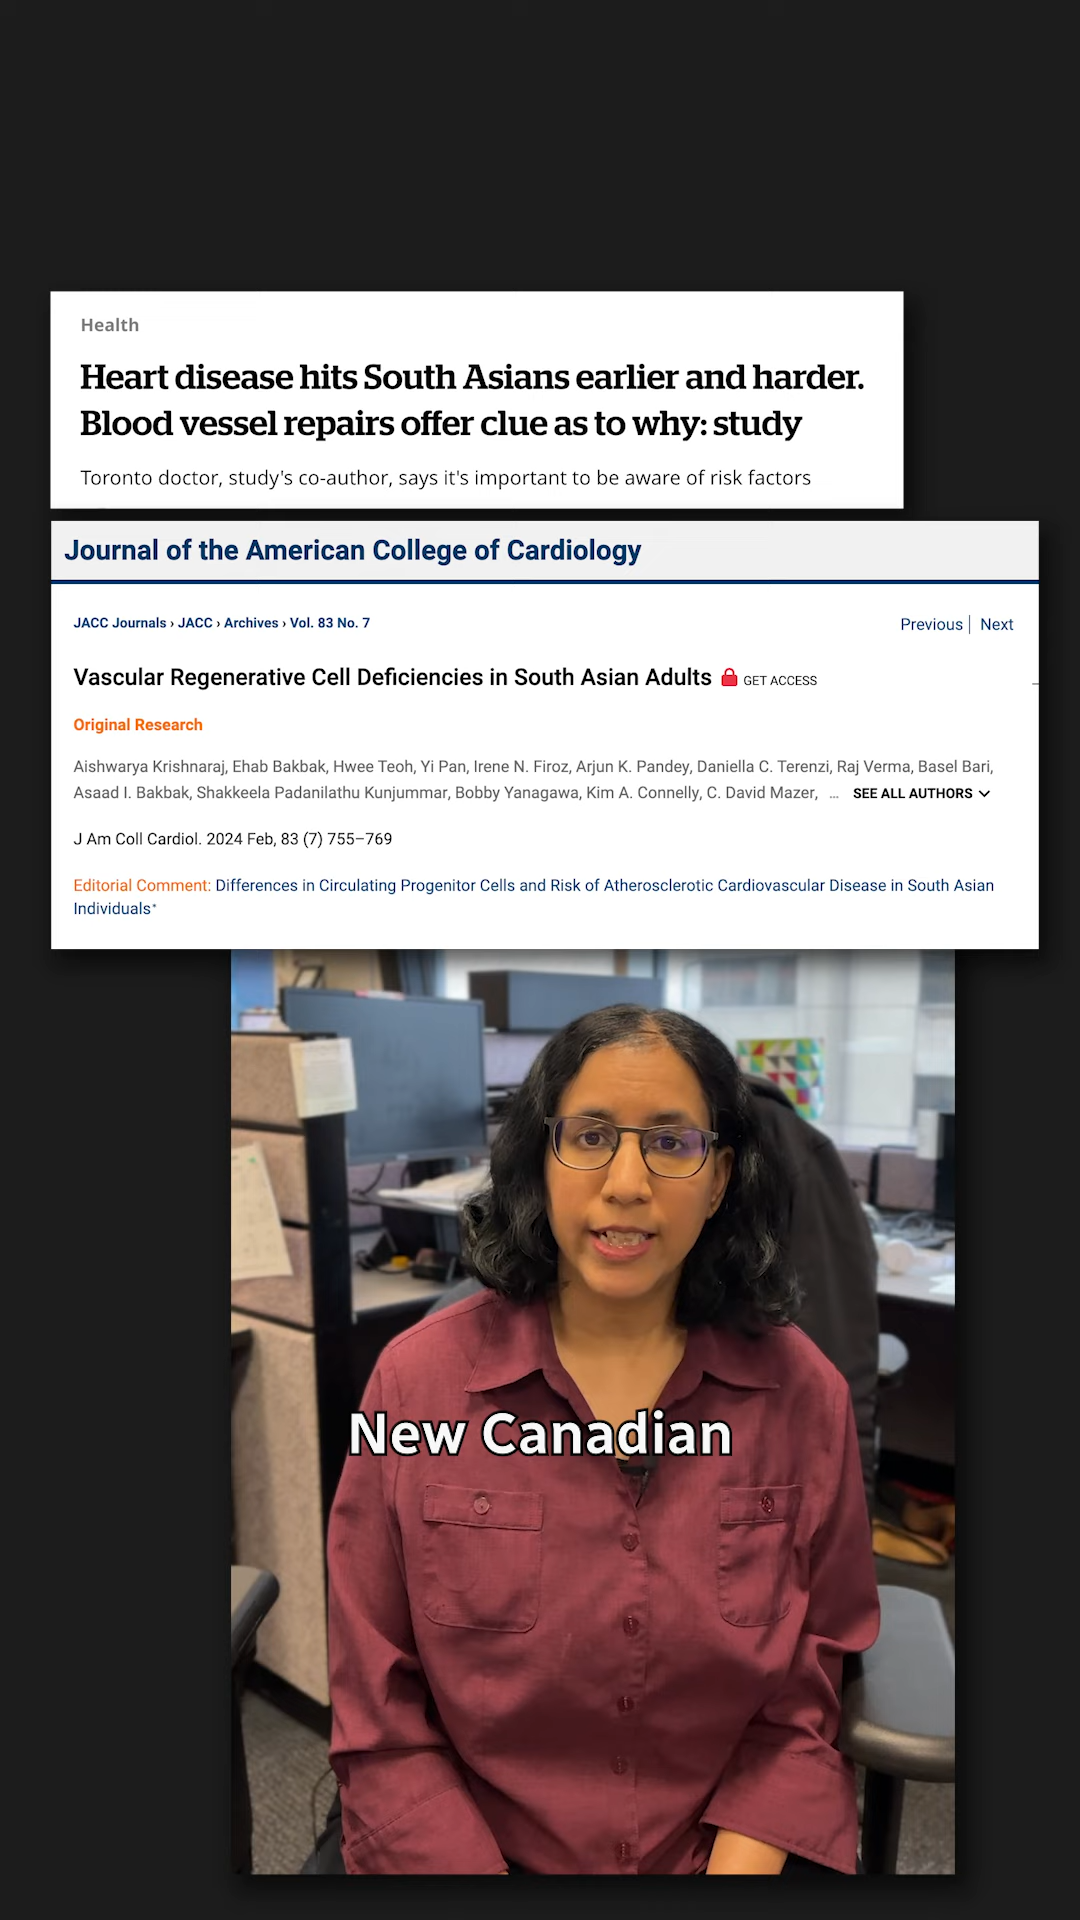 Health
Heart disease hits South Asians earlier and harder.
Blood vessel repairs offer clue as to why: study
Toronto doctor, study's co-author, says it's important to be aware of risk factors
Journal of the American College of Cardiology
JACC Journals › JACC › Archives › Vol. 83 No. 7
Previous | Next
Vascular Regenerative Cell Deficiencies in South Asian Adults GET ACCESS
Original Research
Aishwarya Krishnaraj, Ehab Bakbak, Hwee Teoh, Yi Pan, Irene N. Firoz, Arjun K. Pandey, Daniella C. Terenzi, Raj Verma, Basel Bari,
Asaad I. Bakbak, Shakkeela Padanilathu Kunjummar, Bobby Yanagawa, Kim A. Connelly, C. David Mazer, ... SEE ALL AUTHORS
J Am Coll Cardiol. 2024 Feb, 83 (7) 755–769
Editorial Comment: Differences in Circulating Progenitor Cells and Risk of Atherosclerotic Cardiovascular Disease in South Asian
Individuals*
New Canadian